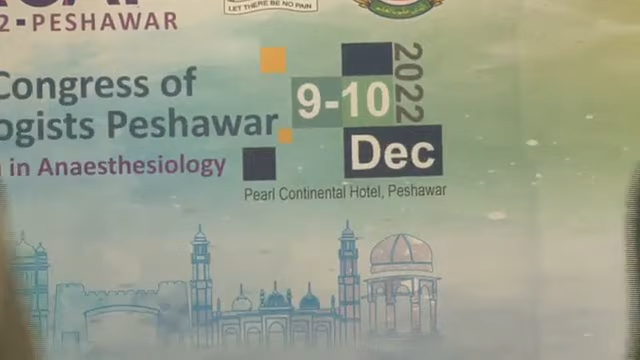 2-PESHAWAR
LET THERE BE NO PAIN
Congress of
ogists Peshawar
in Anaesthesiology
9-10
2022
Dec
Pearl Continental Hotel, Peshawar